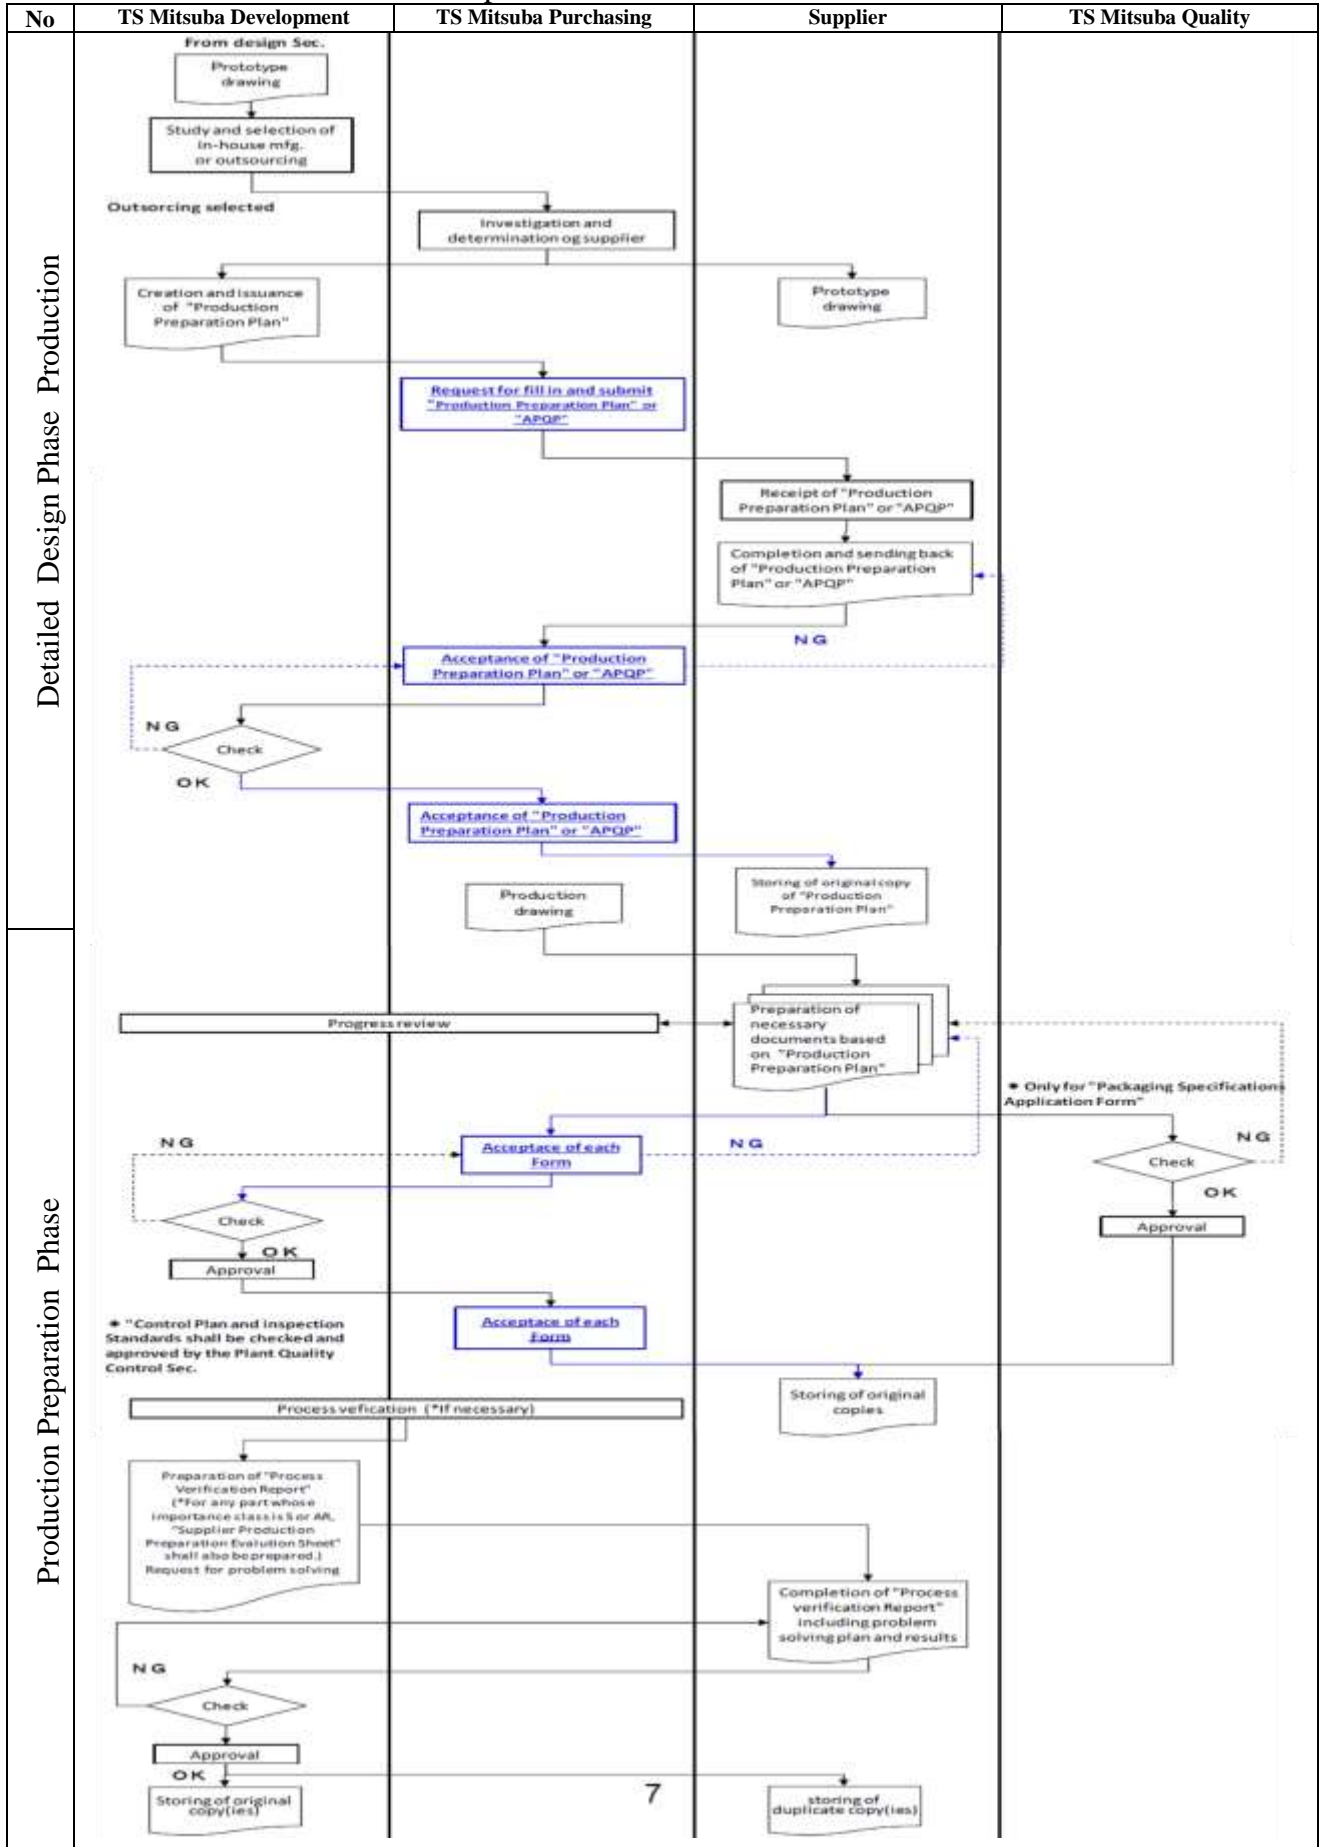 No
TS Mitsuba Development
TS Mitsuba Purchasing
Supplier
TS Mitsuba Quality
Detailed Design Phase Production
From design Sec.
Prototype
drawing
Study and selection of
in-house mfg.
or outsourcing
Outsorcing selected
Investigation and
determination og supplier
Creation and issuance
of "Production
Preparation Plan"
Prototype
drawing
Request for fill in and submit
"Production Preparation Plan" or
"APQP"
Receipt of "Production
Preparation Plan" or "APQP"
Completion and sending back
of "Production Preparation
Plan" or "APQP"
NG
Acceptance of "Production
Preparation Plan" or "APQP"
NG
Check
OK
Acceptance of "Production
Preparation Plan" or "APQP"
Storing of original copy
of "Production
Preparation Plan"
Production
drawing
Production Preparation Phase
Progress review
Preparation of
necessary
documents based
on "Production
Preparation Plan"
* Only for "Packaging Specifications
Application Form"
NG
Acceptace of each
Form
NG
NG
Check
OK
Approval
Check
OK
Approval
Acceptace of each
Form
* "Control Plan and inspection
Standards shall be checked and
approved by the Plant Quality
Control Sec.
Storing of original
copies
Process vefication (*If necessary)
Preparation of "Process
Verification Report"
(*For any part whose
importance class is S or AR,
"Supplier Production
Preparation Evalution Sheet"
shall also be prepared.)
Request for problem solving
Completion of "Process
verification Report"
including problem
solving plan and results
NG
Check
Approval
OK
Storing of original
copy(ies)
7
storing of
duplicate copy(ies)